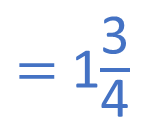 = 1 3/4